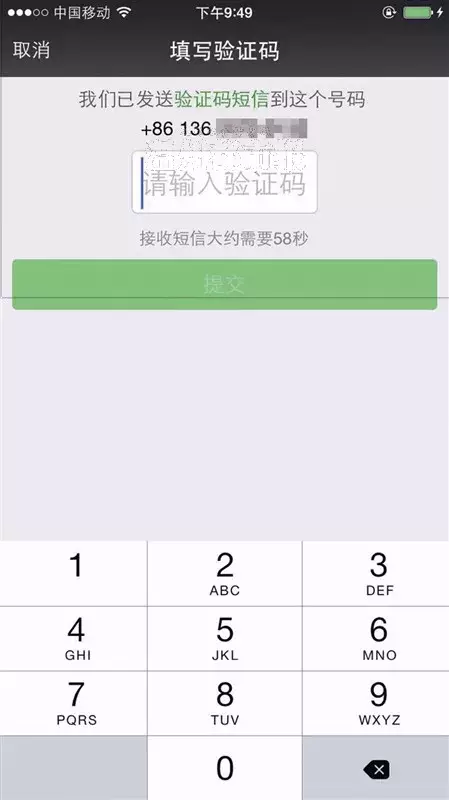 中国移动 下午9:49
取消 填写验证码
我们已发送验证码短信到这个号码
+86 136
请输入验证码
接收短信大约需要58秒
提交
1 2 3
ABC DEF
4 5 6
GHI JKL MNO
7 8 9
PQRS TUV WXYZ
0